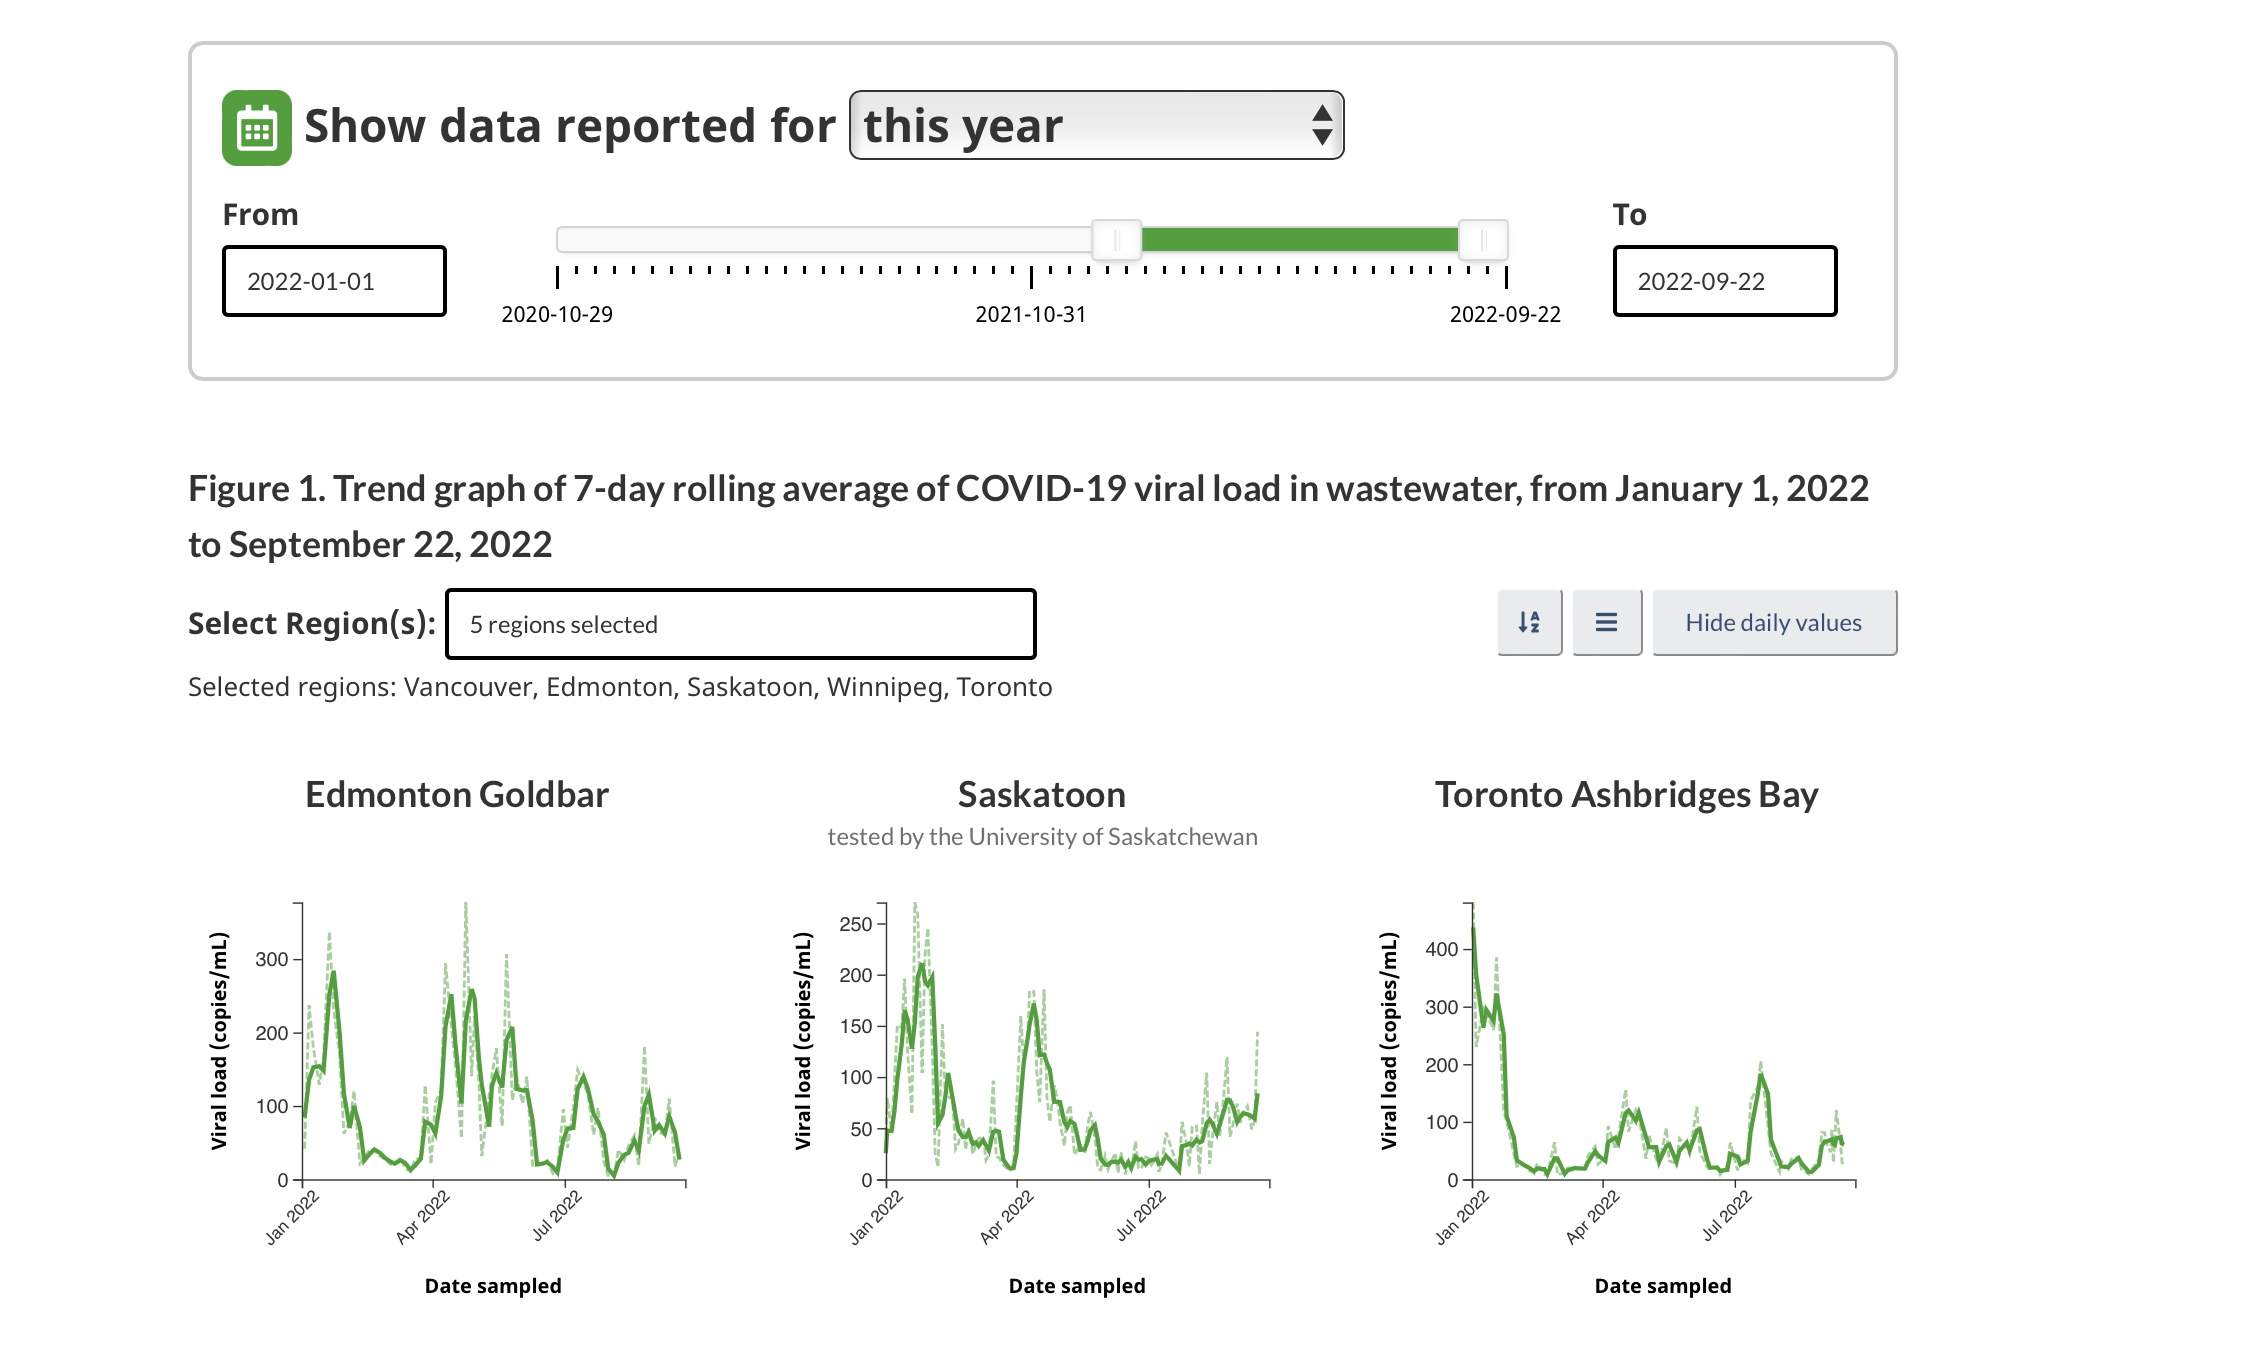 Show data reported for this year
From
To
2022-01-01
2022-09-22
2020-10-29
2021-10-31
2022-09-22
Figure 1. Trend graph of 7-day rolling average of COVID-19 viral load in wastewater, from January 1, 2022
to September 22, 2022
Select Region(s): 5 regions selected
Hide daily values
Selected regions: Vancouver, Edmonton, Saskatoon, Winnipeg, Toronto
Edmonton Goldbar
Viral load (copies/mL)
300
200
100
0
Jan 2022
Apr 2022
Jul 2022
Date sampled
Saskatoon
tested by the University of Saskatchewan
Viral load (copies/mL)
250
200
150
100
50
0
Jan 2022
Apr 2022
Jul 2022
Date sampled
Toronto Ashbridges Bay
Viral load (copies/mL)
400
300
200
100
0
Jan 2022
Apr 2022
Jul 2022
Date sampled